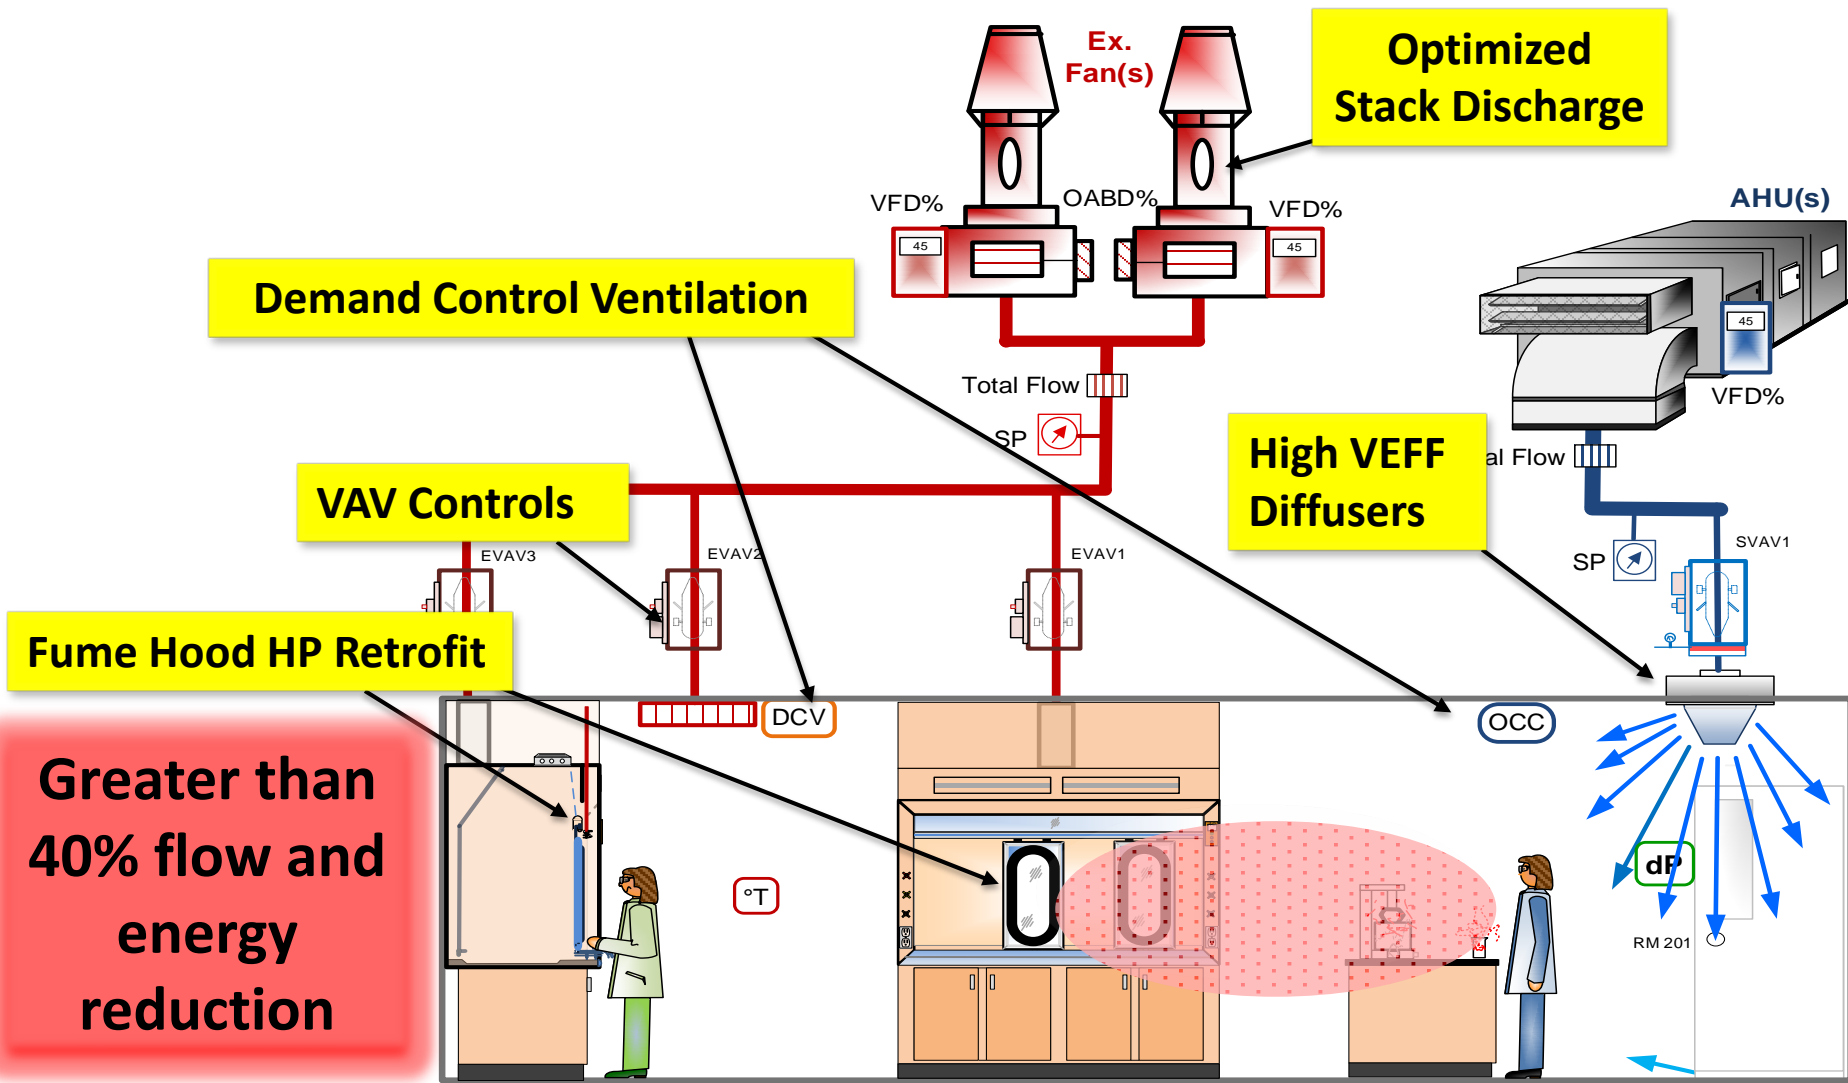 Ex.
Fan(s)
Optimized
Stack Discharge
VFD%
OABD%
VFD%
AHU(s)
45
45
45
VFD%
Demand Control Ventilation
Total Flow
SP
High VEFF
Diffusers
al Flow
VAV Controls
EVAV3
EVAV2
EVAV1
SVAV1
SP
Fume Hood HP Retrofit
DCV
OCC
Greater than
40% flow and
energy
reduction
°T
dP
RM 201